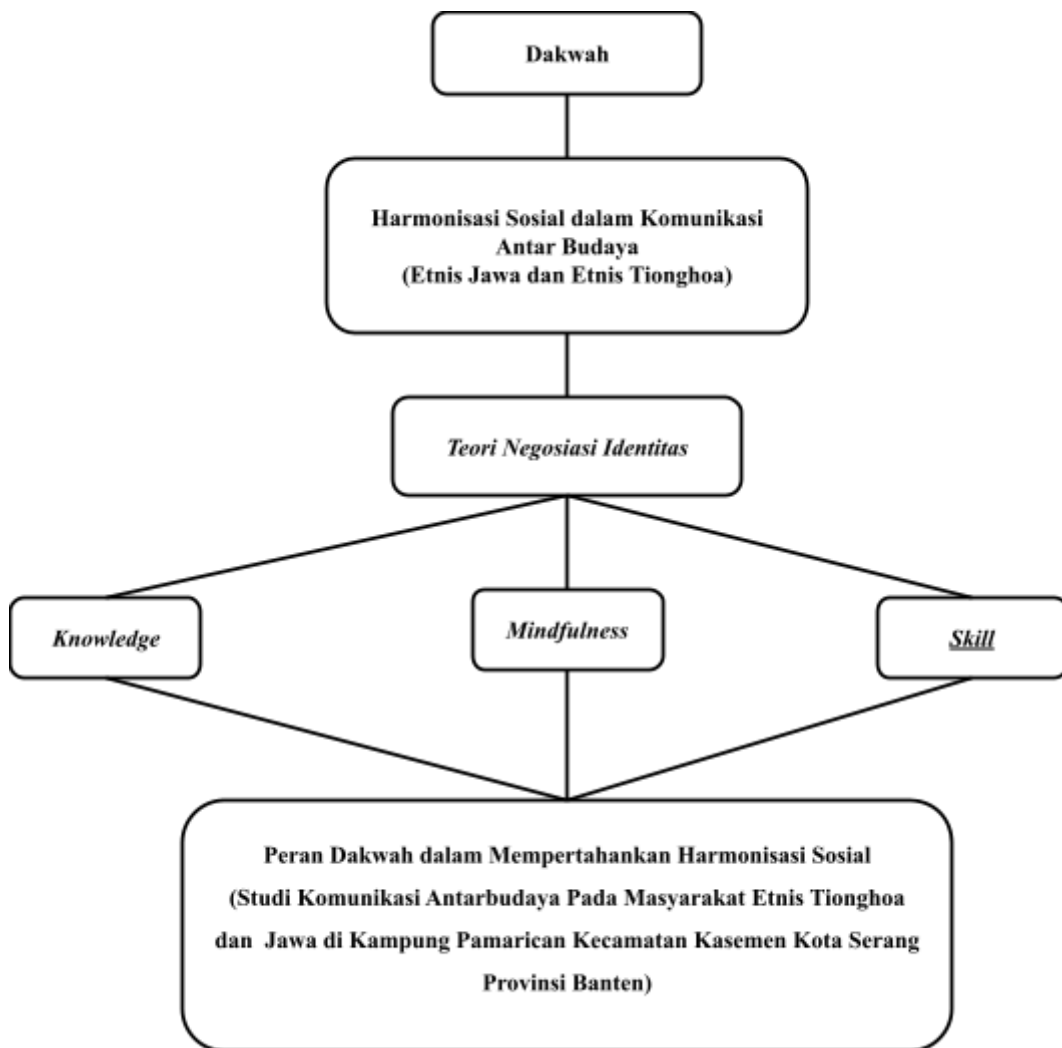 Dakwah
Harmonisasi Sosial dalam Komunikasi
Antar Budaya
(Etnis Jawa dan Etnis Tionghoa)
Teori Negosiasi Identitas
Knowledge
Mindfulness
Skill
Peran Dakwah dalam Mempertahankan Harmonisasi Sosial
(Studi Komunikasi Antarbudaya Pada Masyarakat Etnis Tionghoa
dan Jawa di Kampung Pamarican Kecamatan Kasemen Kota Serang
Provinsi Banten)